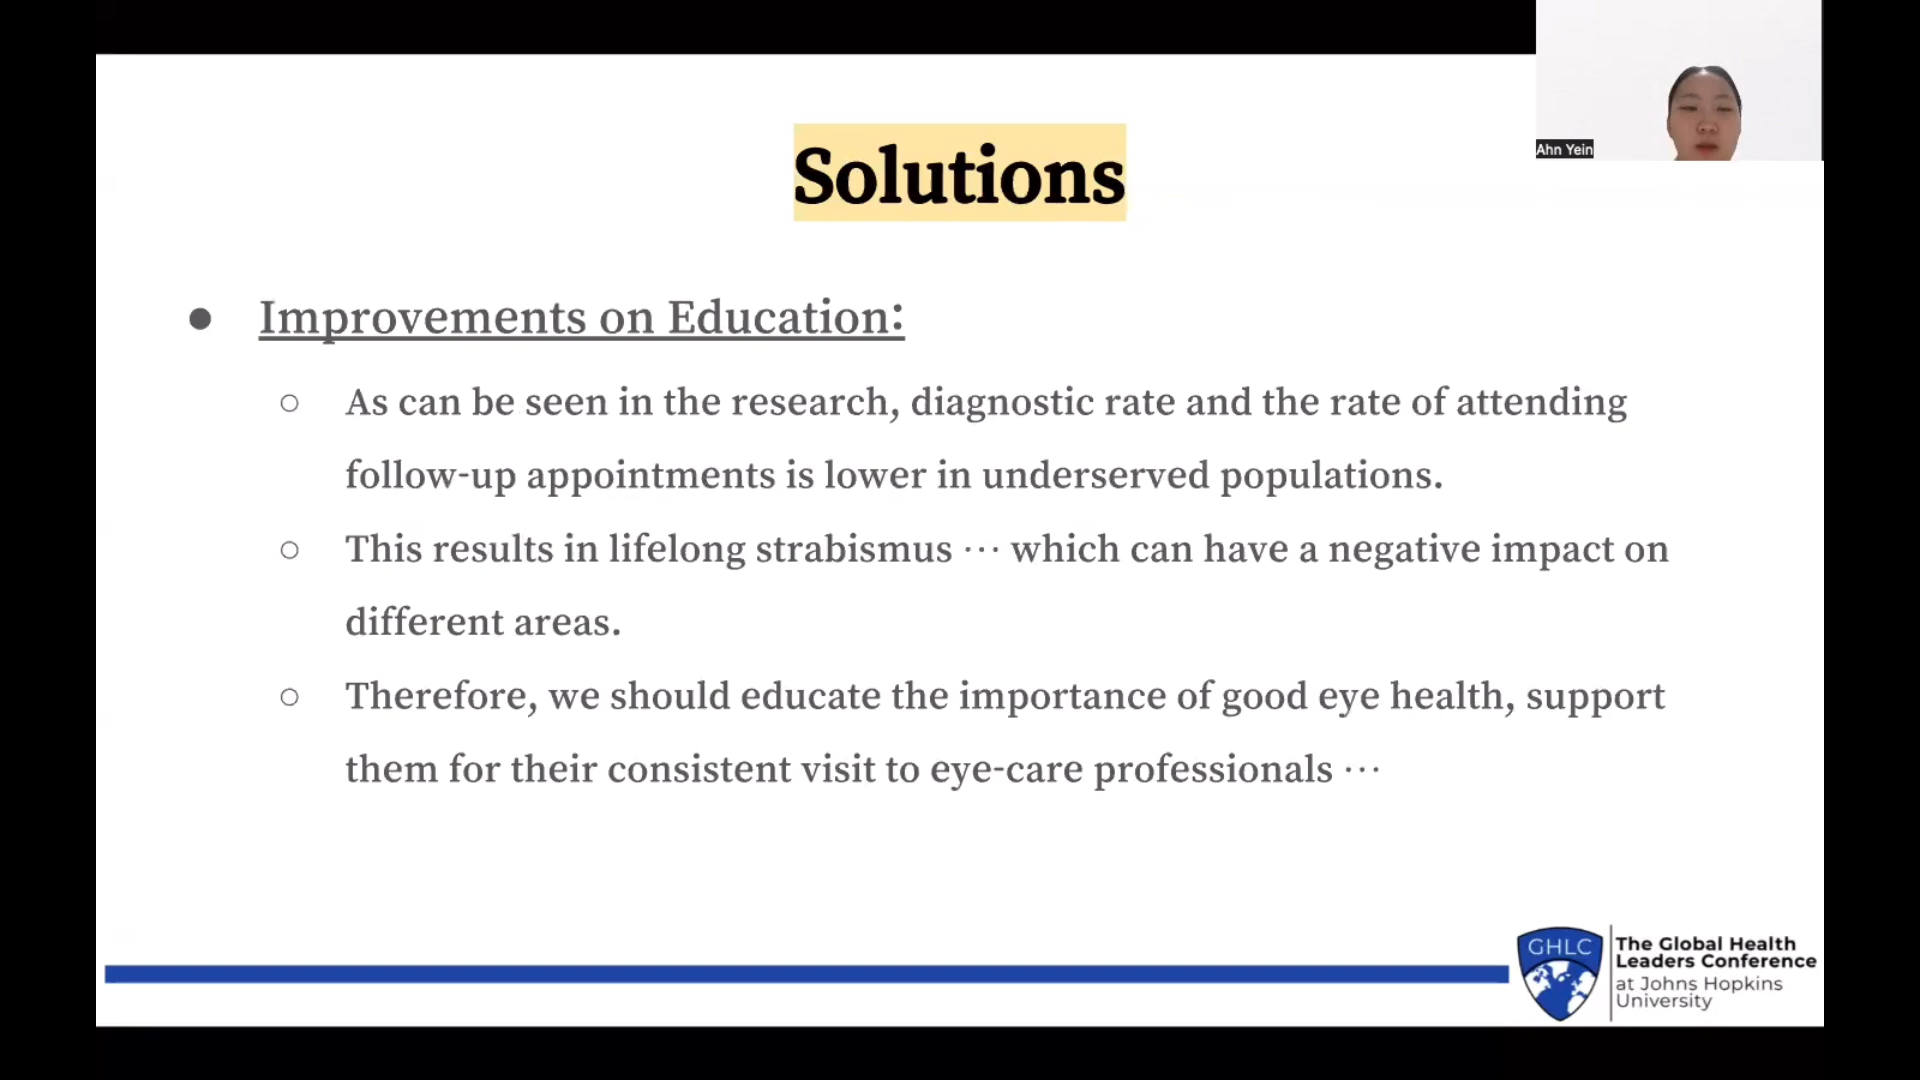 Ahn Yein
Solutions
● Improvements on Education:
○ As can be seen in the research, diagnostic rate and the rate of attending
follow-up appointments is lower in underserved populations.
○ This results in lifelong strabismus ⋯ which can have a negative impact on
different areas.
○ Therefore, we should educate the importance of good eye health, support
them for their consistent visit to eye-care professionals ⋯
GHLC
The Global Health
Leaders Conference
at Johns Hopkins
University